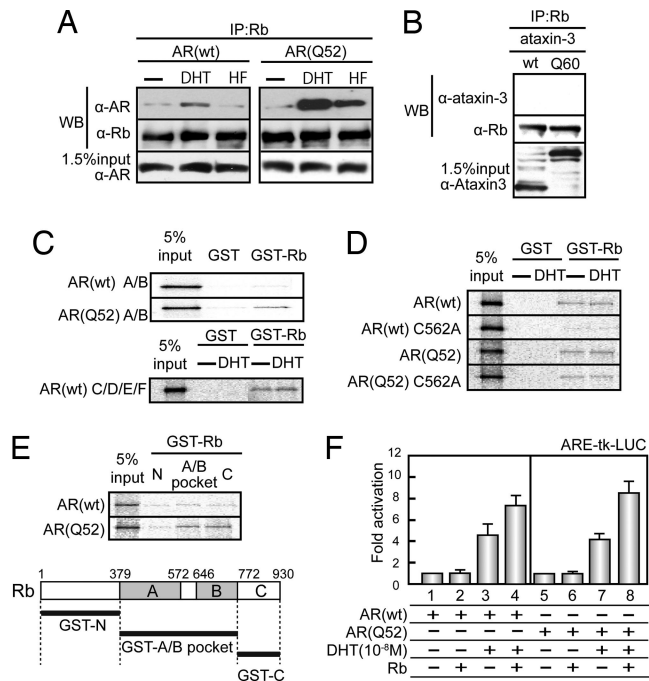 A
IP:Rb
AR(wt) AR(Q52)
— DHT HF — DHT HF
WB
α-AR
α-Rb
1.5%input
α-AR
B
IP:Rb
ataxin-3
wt Q60
WB
α-ataxin-3
α-Rb
1.5%input
α-Ataxin3
C
5%
input GST GST-Rb
AR(wt) A/B
AR(Q52) A/B
5%
input GST GST-Rb
— DHT — DHT
AR(wt) C/D/E/F
D
5%
input GST GST-Rb
— DHT — DHT
AR(wt)
AR(wt) C562A
AR(Q52)
AR(Q52) C562A
E
GST-Rb
5%
input N A/B
pocket C
AR(wt)
AR(Q52)
1 379 572 646 772 930
Rb A B C
GST-N
GST-A/B pocket
GST-C
F
ARE-tk-LUC
Fold activation
12
10
8
6
4
2
0
1 2 3 4 5 6 7 8
AR(wt) + + + + − − − −
AR(Q52) − − − − + + + +
DHT(10⁻⁸M) − − + + − − + +
Rb − + − + − + − +